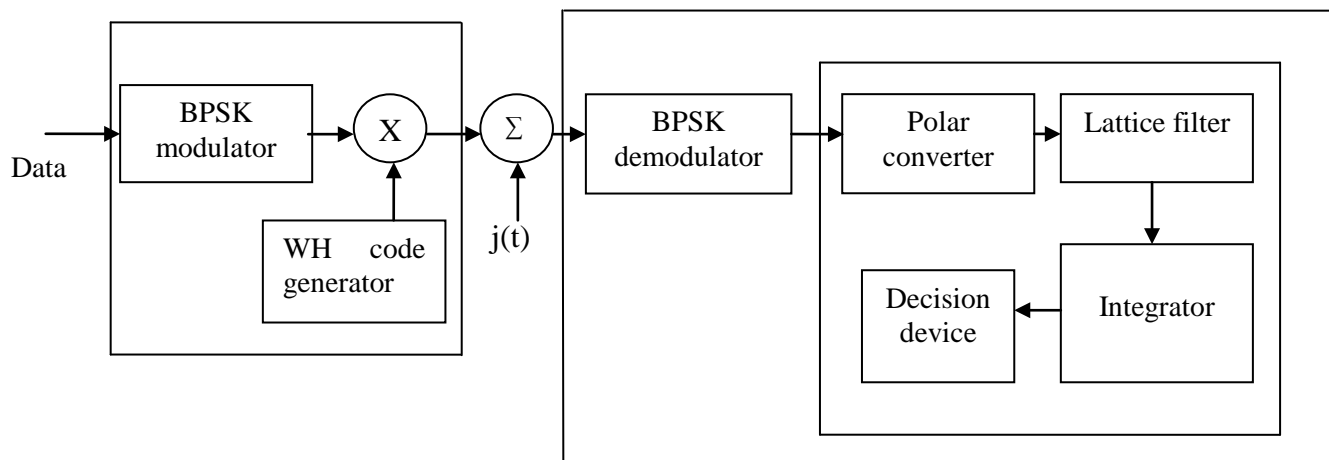 Data
BPSK
modulator
X
WH code
generator
Σ
j(t)
BPSK
demodulator
Polar
converter
Lattice filter
Integrator
Decision
device